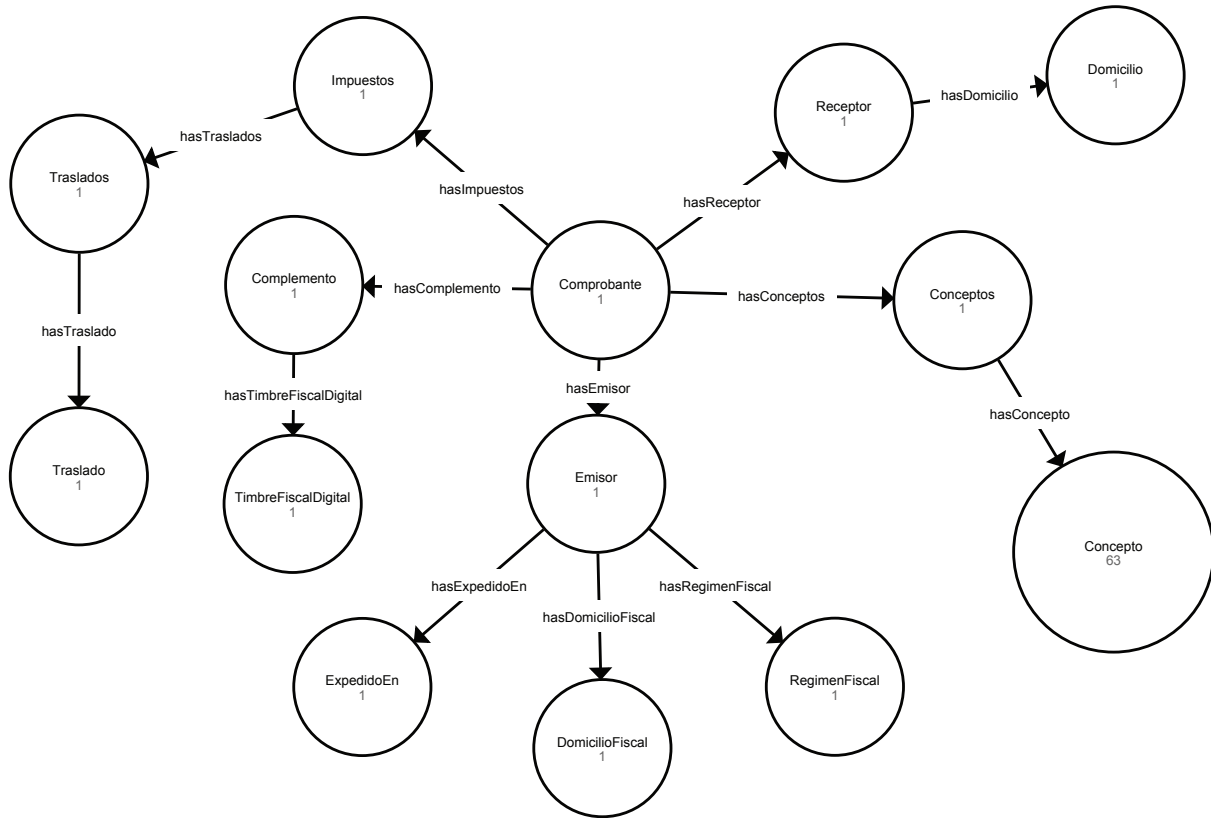 Impuestos
1
Receptor
1
Domicilio
1
hasDomicilio
hasTraslados
Traslados
1
hasImpuestos
hasReceptor
Complemento
1
hasComplemento
Comprobante
1
hasConceptos
Conceptos
1
hasTraslado
hasTimbreFiscalDigital
hasEmisor
hasConcepto
Traslado
1
TimbreFiscalDigital
1
Emisor
1
Concepto
63
hasExpedidoEn
hasDomicilioFiscal
hasRegimenFiscal
ExpedidoEn
1
DomicilioFiscal
1
RegimenFiscal
1